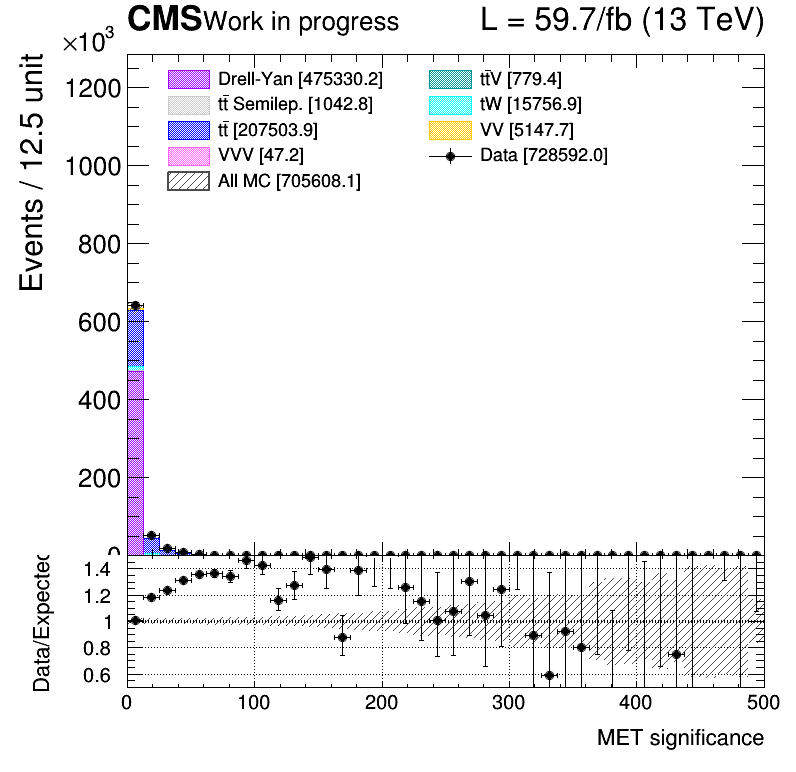 CMS Work in progress L = 59.7/fb (13 TeV)
×10³
Events / 12.5 unit
1200
1000
800
600
400
200
0
Drell-Yan [475330.2]
tt̄ Semilep. [1042.8]
tt̄ [207503.9]
VVV [47.2]
All MC [705608.1]
tt̄V [779.4]
tW [15756.9]
VV [5147.7]
Data [728592.0]
Data/Expected
1.4
1.2
1
0.8
0.6
0 100 200 300 400 500
MET significance